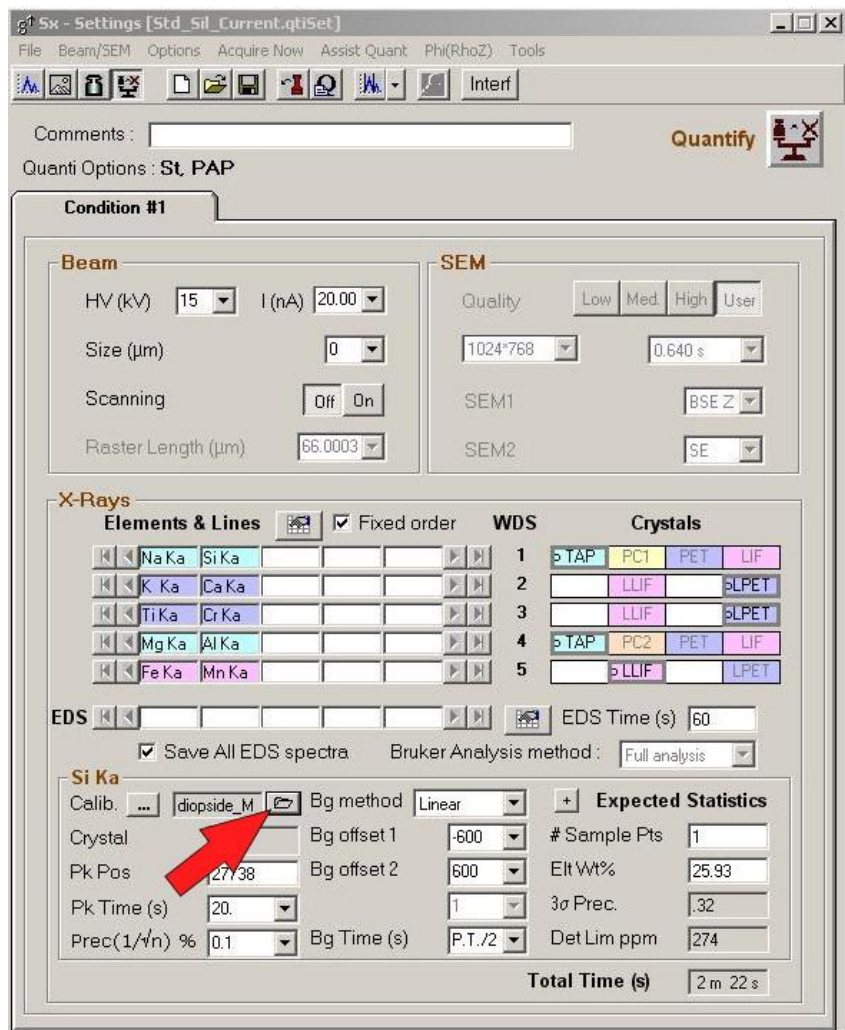 Sx - Settings [Std_Sil_Current.qtiSet]
File Beam/SEM Options Acquire Now Assist Quant Phi(RhoZ) Tools
Interf
Comments :
Quantify
Quanti Options : St, PAP
Condition #1
Beam
HV (kV) 15 I (nA) 20.00
Size (µm) 0
Scanning Off On
Raster Length (µm) 66.0003
SEM
Quality Low Med. High User
1024*768 0.640 s
SEM1 BSE Z
SEM2 SE
X-Rays
Elements & Lines Fixed order WDS Crystals
Na Ka Si Ka 1 TAP PC1 PET LIF
K Ka Ca Ka 2 LLIF LPET
Ti Ka Cr Ka 3 LLIF LPET
Mg Ka Al Ka 4 TAP PC2 PET LIF
Fe Ka Mn Ka 5 LLIF LPET
EDS EDS Time (s) 60
Save All EDS spectra Bruker Analysis method : Full analysis
Si Ka
Calib. ... diopside_M Bg method Linear + Expected Statistics
Crystal Bg offset 1 -600 # Sample Pts 1
Pk Pos 27738 Bg offset 2 600 Elt Wt% 25.93
Pk Time (s) 20. 1 3σ Prec. .32
Prec(1/√n) % 0.1 Bg Time (s) P.T./2 Det Lim ppm 274
Total Time (s) 2 m 22 s